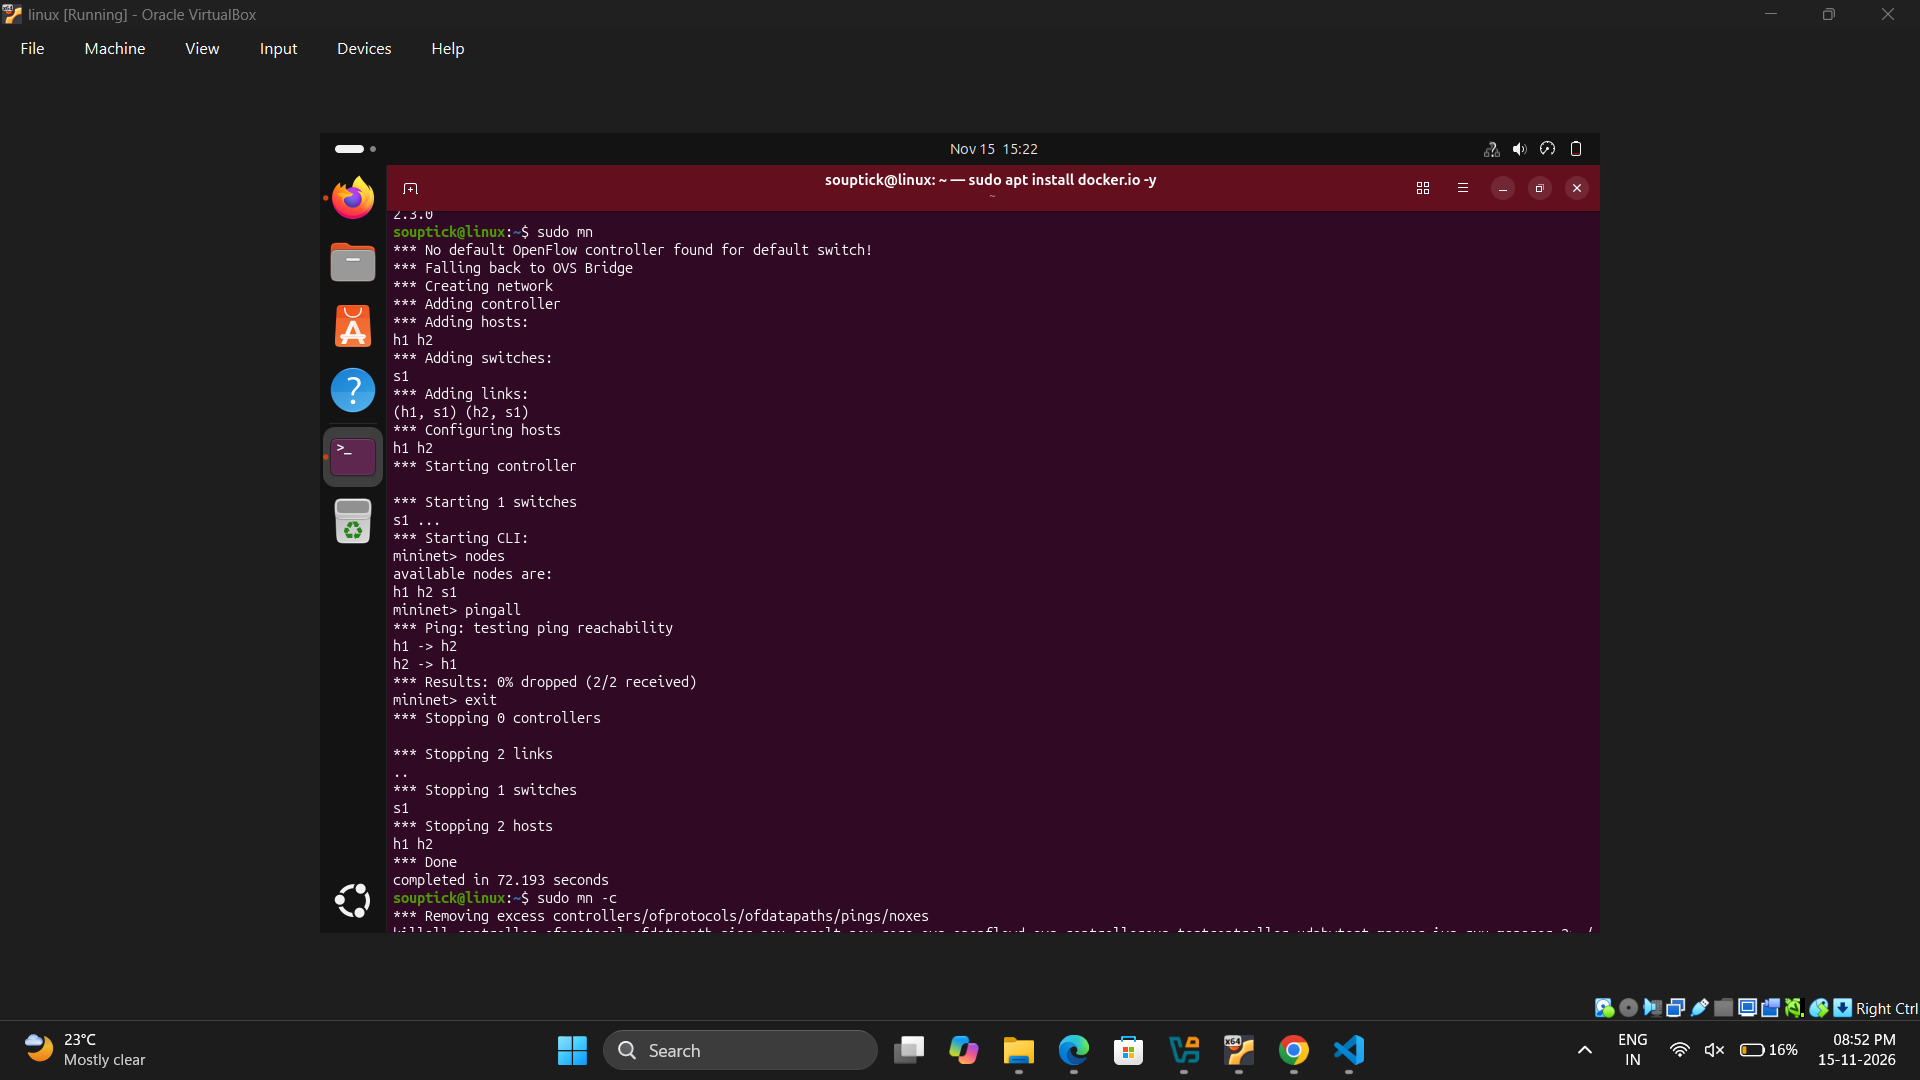 linux [Running] - Oracle VirtualBox
File Machine View Input Devices Help
Nov 15 15:22
souptick@linux: ~ — sudo apt install docker.io -y
~
2.3.0
souptick@linux:~$ sudo mn
*** No default OpenFlow controller found for default switch!
*** Falling back to OVS Bridge
*** Creating network
*** Adding controller
*** Adding hosts:
h1 h2
*** Adding switches:
s1
*** Adding links:
(h1, s1) (h2, s1)
*** Configuring hosts
h1 h2
*** Starting controller
*** Starting 1 switches
s1 ...
*** Starting CLI:
mininet> nodes
available nodes are:
h1 h2 s1
mininet> pingall
*** Ping: testing ping reachability
h1 -> h2
h2 -> h1
*** Results: 0% dropped (2/2 received)
mininet> exit
*** Stopping 0 controllers
*** Stopping 2 links
..
*** Stopping 1 switches
s1
*** Stopping 2 hosts
h1 h2
*** Done
completed in 72.193 seconds
souptick@linux:~$ sudo mn -c
*** Removing excess controllers/ofprotocols/ofdatapaths/pings/noxes
Right Ctrl
23°C
Mostly clear
Search
ENG
IN
16%
08:52 PM
15-11-2026